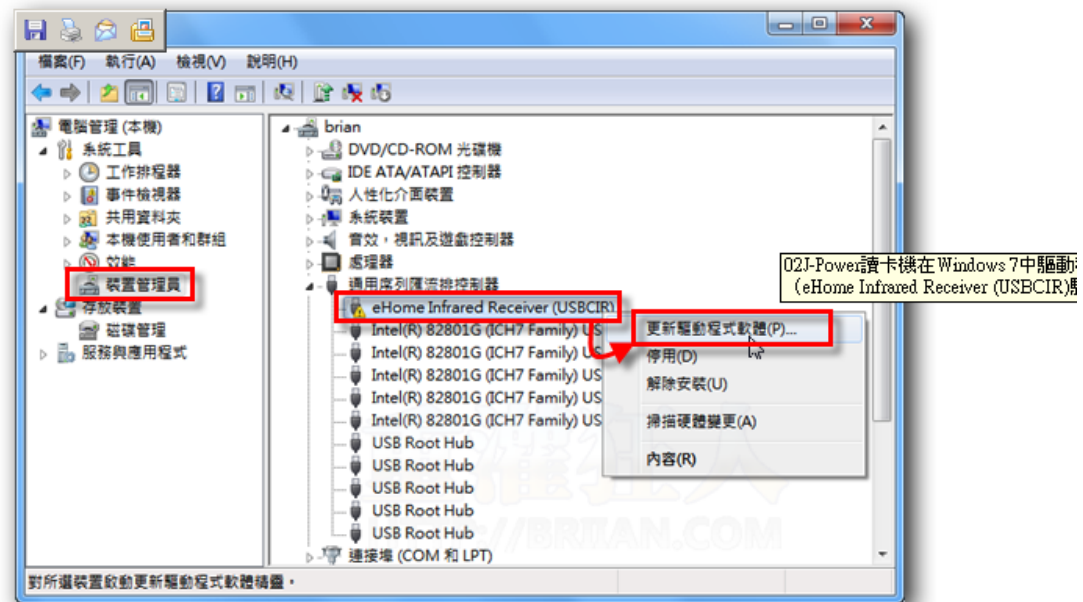 檔案(F) 執行(A) 檢視(V) 說明(H)
電腦管理 (本機)
系統工具
工作排程器
事件檢視器
共用資料夾
本機使用者和群組
效能
裝置管理員
存放裝置
磁碟管理
服務與應用程式
brian
DVD/CD-ROM 光碟機
IDE ATA/ATAPI 控制器
人性化介面裝置
系統裝置
音效，視訊及遊戲控制器
處理器
通用序列匯流排控制器
eHome Infrared Receiver (USBCIR)
Intel(R) 82801G (ICH7 Family) US
Intel(R) 82801G (ICH7 Family) US
Intel(R) 82801G (ICH7 Family) US
Intel(R) 82801G (ICH7 Family) US
Intel(R) 82801G (ICH7 Family) US
USB Root Hub
USB Root Hub
USB Root Hub
USB Root Hub
USB Root Hub
連接埠 (COM 和 LPT)
更新驅動程式軟體(P)...
停用(D)
解除安裝(U)
掃描硬體變更(A)
內容(R)
02J-Power讀卡機在Windows 7中驅動
（eHome Infrared Receiver (USBCIR)
對所選裝置啟動更新驅動程式軟體精靈。
://BRIIAN.COM